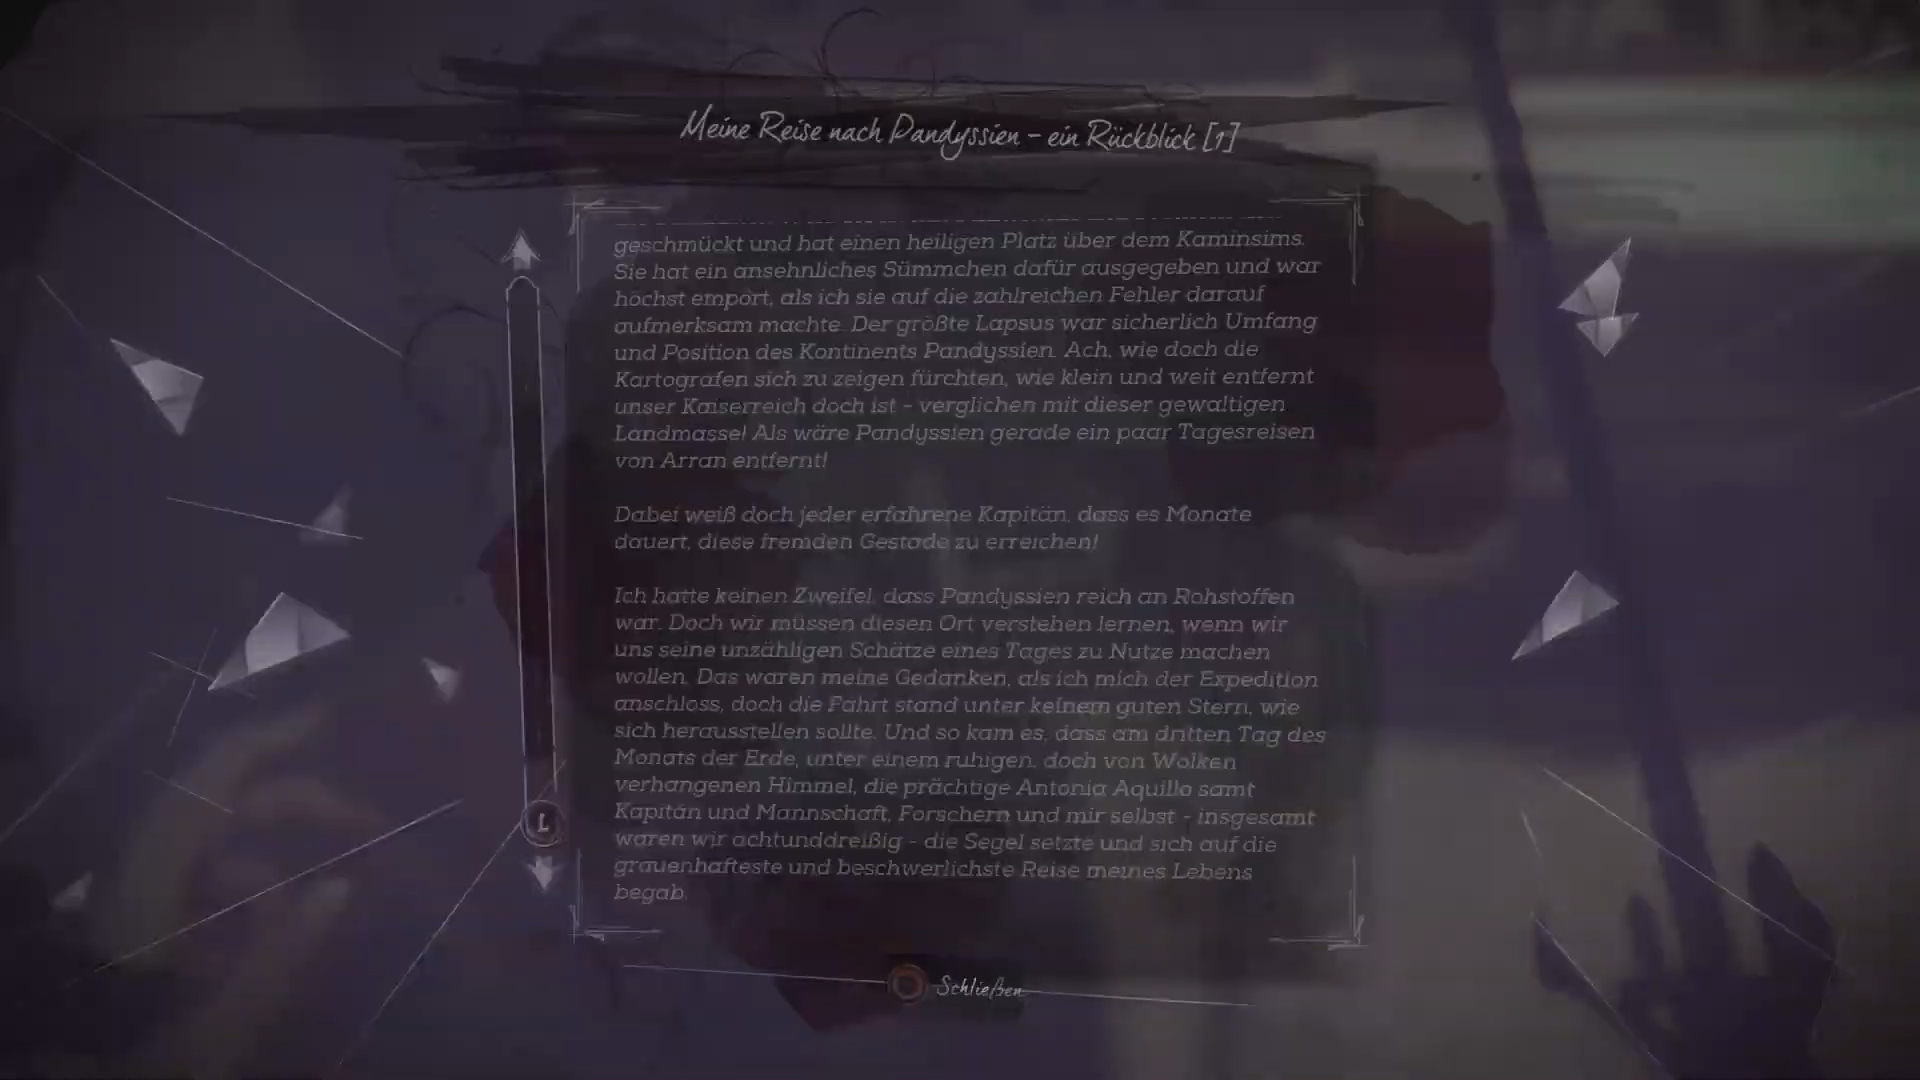 Meine Reise nach Pandyssien – ein Rückblick [1]
geschmückt und hat einen heiligen Platz über dem Kaminsims.
Sie hat ein ansehnliches Sümmchen dafür ausgegeben und war
höchst empört, als ich sie auf die zahlreichen Fehler darauf
aufmerksam machte. Der größte Lapsus war sicherlich Umfang
und Position des Kontinents Pandyssien. Ach, wie doch die
Kartografen sich zu zeigen fürchten, wie klein und weit entfernt
unser Kaiserreich doch ist – verglichen mit dieser gewaltigen
Landmasse! Als wäre Pandyssien gerade ein paar Tagesreisen
von Arran entfernt!
Dabei weiß doch jeder erfahrene Kapitän, dass es Monate
dauert, diese fremden Gestade zu erreichen!
Ich hatte keinen Zweifel, dass Pandyssien reich an Rohstoffen
war. Doch wir müssen diesen Ort verstehen lernen, wenn wir
uns seine unzähligen Schätze eines Tages zu Nutze machen
wollen. Das waren meine Gedanken, als ich mich der Expedition
anschloss, doch die Fahrt stand unter keinem guten Stern, wie
sich herausstellen sollte. Und so kam es, dass am dritten Tag des
Monats der Erde, unter einem ruhigen, doch von Wolken
verhangenen Himmel, die prächtige Antonia Aquillo samt
Kapitän und Mannschaft, Forschern und mir selbst – insgesamt
waren wir achtunddreißig – die Segel setzte und sich auf die
grauenhafteste und beschwerlichste Reise meines Lebens
begab.
L
Schließen